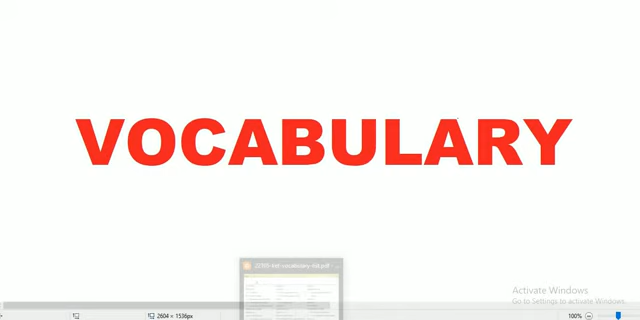 VOCABULARY
Activate Windows
Go to Settings to activate Windows.
2604 × 1536px
100%